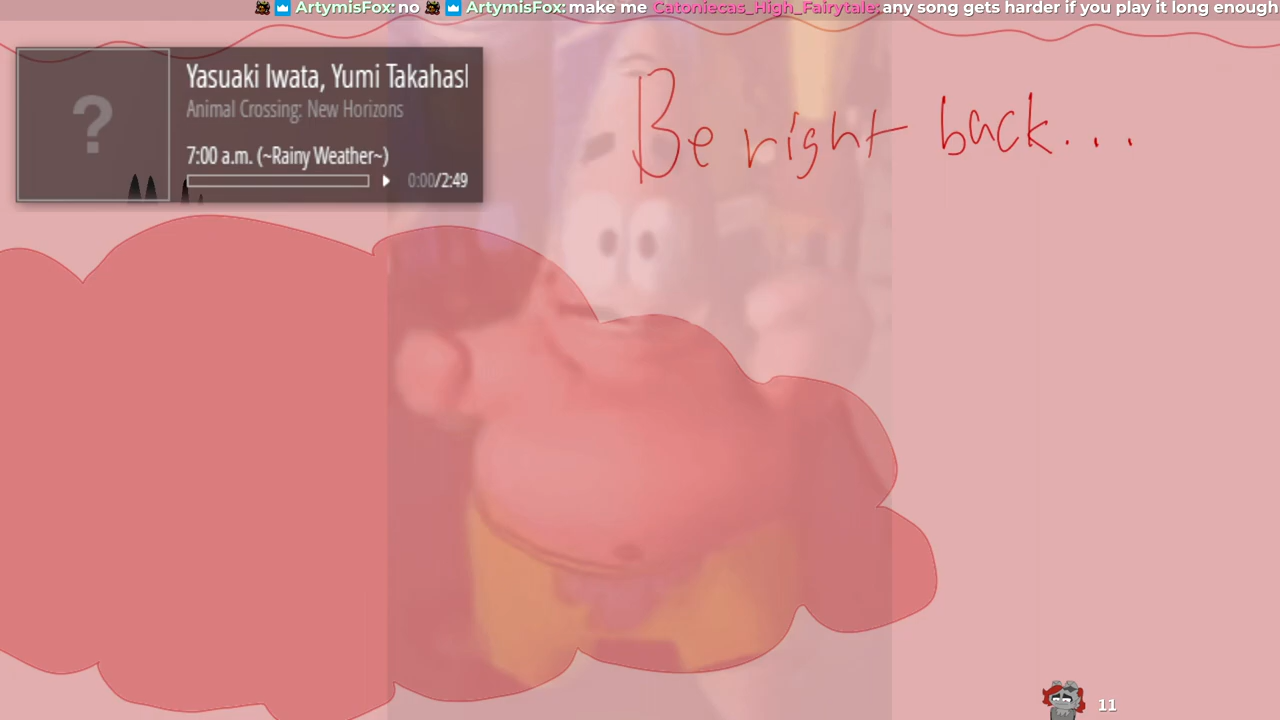 ArtymisFox: no ArtymisFox: make me Catoniecas_High_Fairytale: any song gets harder if you play it long enough
?
Yasuaki Iwata, Yumi Takahas
Animal Crossing: New Horizons
7:00 a.m. (~Rainy Weather~)
0:00/2:49
Be right back...
11